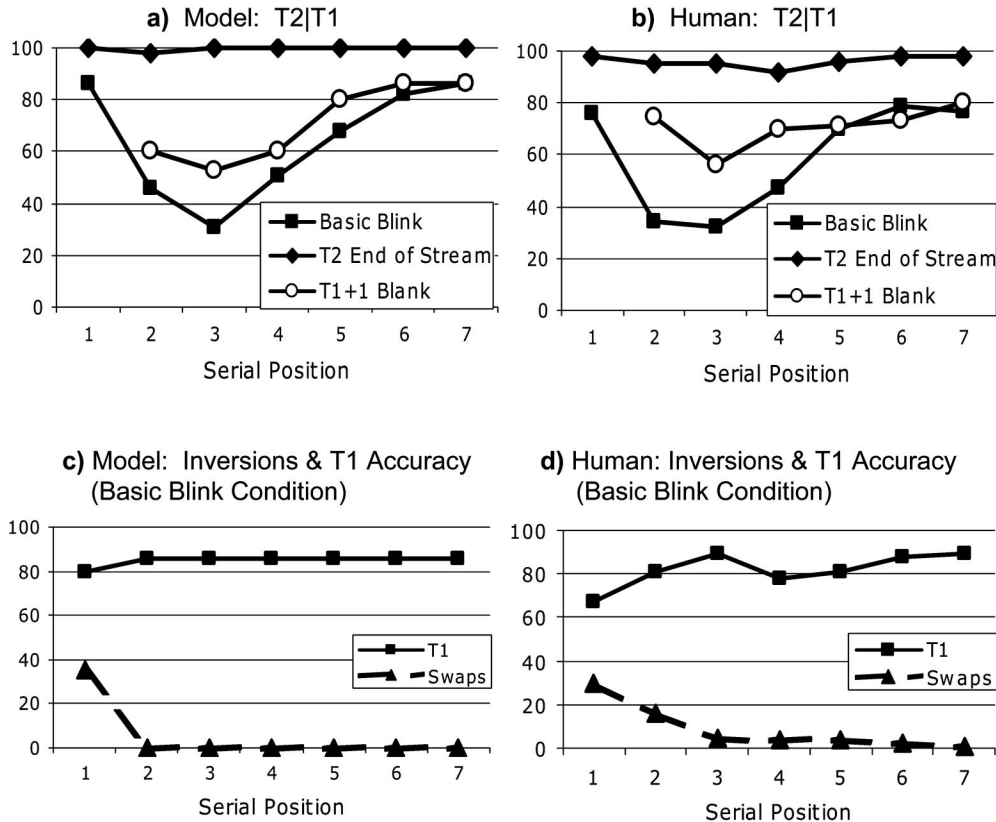 a) Model: T2|T1
100
80
60
40
20
0
Basic Blink
T2 End of Stream
T1+1 Blank
1 2 3 4 5 6 7
Serial Position
b) Human: T2|T1
100
80
60
40
20
0
Basic Blink
T2 End of Stream
T1+1 Blank
1 2 3 4 5 6 7
Serial Position
c) Model: Inversions & T1 Accuracy
(Basic Blink Condition)
100
80
60
40
20
0
T1
Swaps
1 2 3 4 5 6 7
Serial Position
d) Human: Inversions & T1 Accuracy
(Basic Blink Condition)
100
80
60
40
20
0
T1
Swaps
1 2 3 4 5 6 7
Serial Position